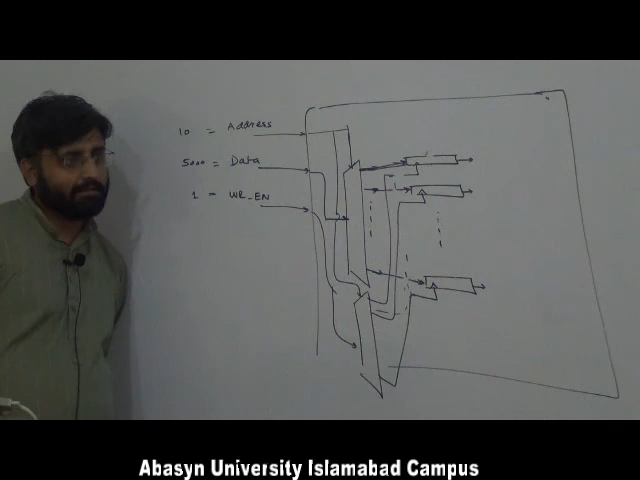 10 = Address
5000 = Data
1 = WR_EN
Abasyn University Islamabad Campus